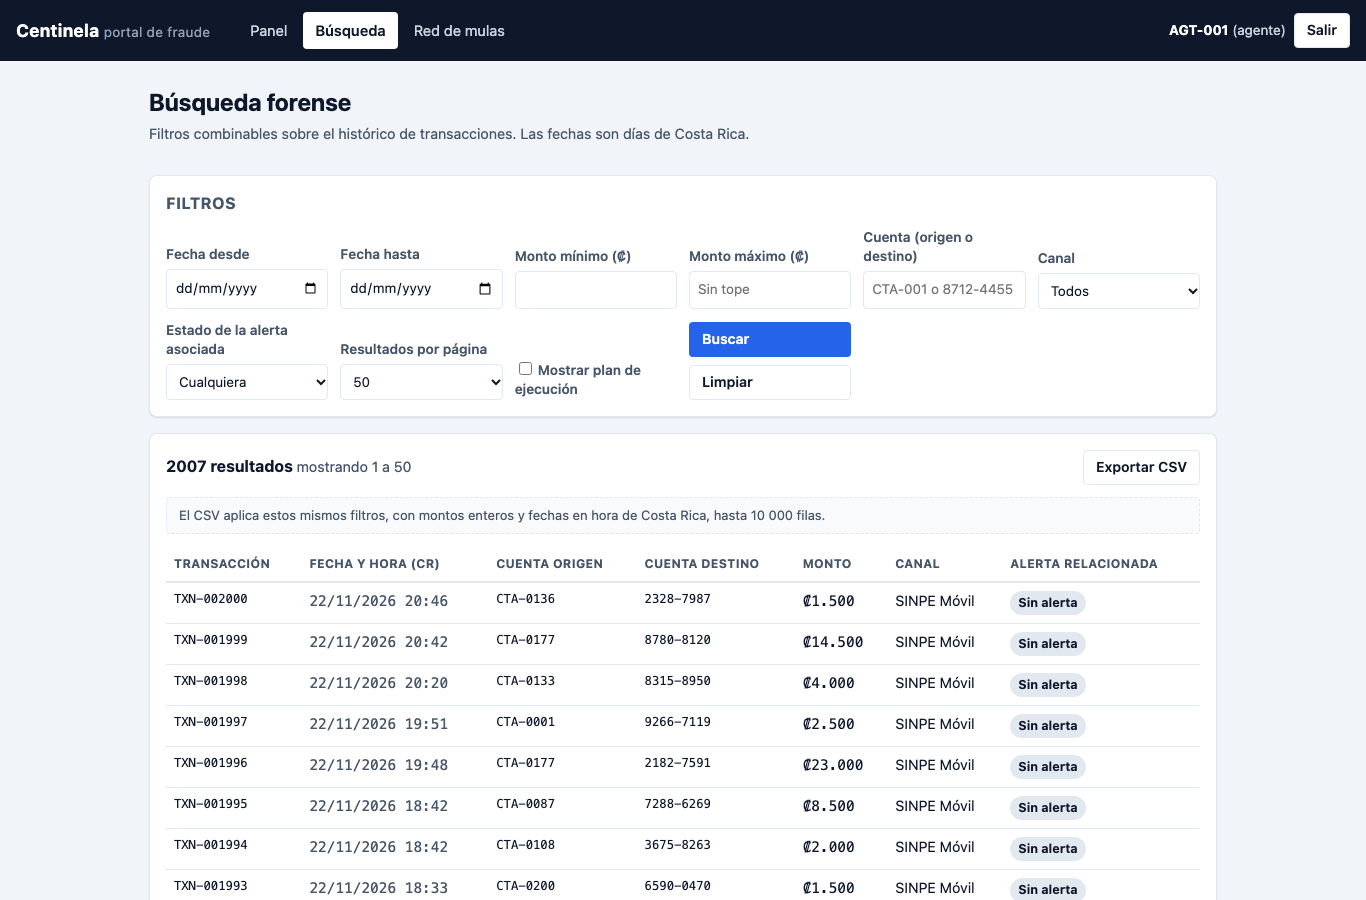 Centinela portal de fraude Panel Búsqueda Red de mulas AGT-001 (agente) Salir
Búsqueda forense
Filtros combinables sobre el histórico de transacciones. Las fechas son días de Costa Rica.
FILTROS
Fecha desde
dd/mm/yyyy
Fecha hasta
dd/mm/yyyy
Monto mínimo (₡)
Monto máximo (₡)
Sin tope
Cuenta (origen o
destino)
CTA-001 o 8712-4455
Canal
Todos
Estado de la alerta
asociada
Cualquiera
Resultados por página
50
Mostrar plan de
ejecución
Buscar
Limpiar
2007 resultados mostrando 1 a 50
Exportar CSV
El CSV aplica estos mismos filtros, con montos enteros y fechas en hora de Costa Rica, hasta 10 000 filas.
TRANSACCIÓN FECHA Y HORA (CR) CUENTA ORIGEN CUENTA DESTINO MONTO CANAL ALERTA RELACIONADA
TXN-002000 22/11/2026 20:46 CTA-0136 2328-7987 ₡1.500 SINPE Móvil Sin alerta
TXN-001999 22/11/2026 20:42 CTA-0177 8780-8120 ₡14.500 SINPE Móvil Sin alerta
TXN-001998 22/11/2026 20:20 CTA-0133 8315-8950 ₡4.000 SINPE Móvil Sin alerta
TXN-001997 22/11/2026 19:51 CTA-0001 9266-7119 ₡2.500 SINPE Móvil Sin alerta
TXN-001996 22/11/2026 19:48 CTA-0177 2182-7591 ₡23.000 SINPE Móvil Sin alerta
TXN-001995 22/11/2026 18:42 CTA-0087 7288-6269 ₡8.500 SINPE Móvil Sin alerta
TXN-001994 22/11/2026 18:42 CTA-0108 3675-8263 ₡2.000 SINPE Móvil Sin alerta
TXN-001993 22/11/2026 18:33 CTA-0200 6590-0470 ₡1.500 SINPE Móvil Sin alerta